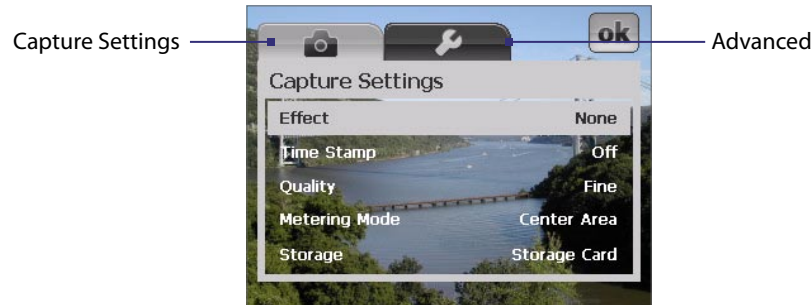 Capture Settings
Advanced
ok
Capture Settings
Effect None
Time Stamp Off
Quality Fine
Metering Mode Center Area
Storage Storage Card